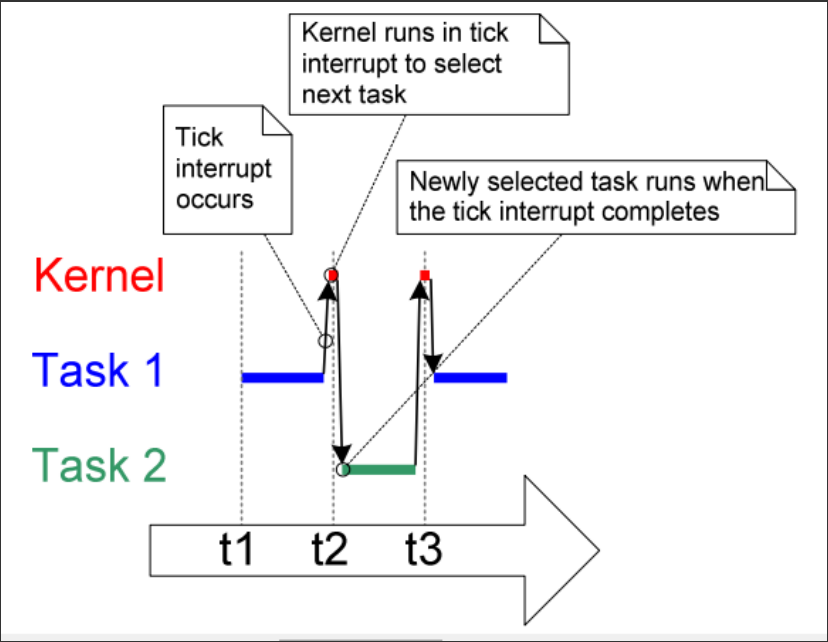 Kernel runs in tick
interrupt to select
next task
Tick
interrupt
occurs
Newly selected task runs when
the tick interrupt completes
Kernel
Task 1
Task 2
t1 t2 t3